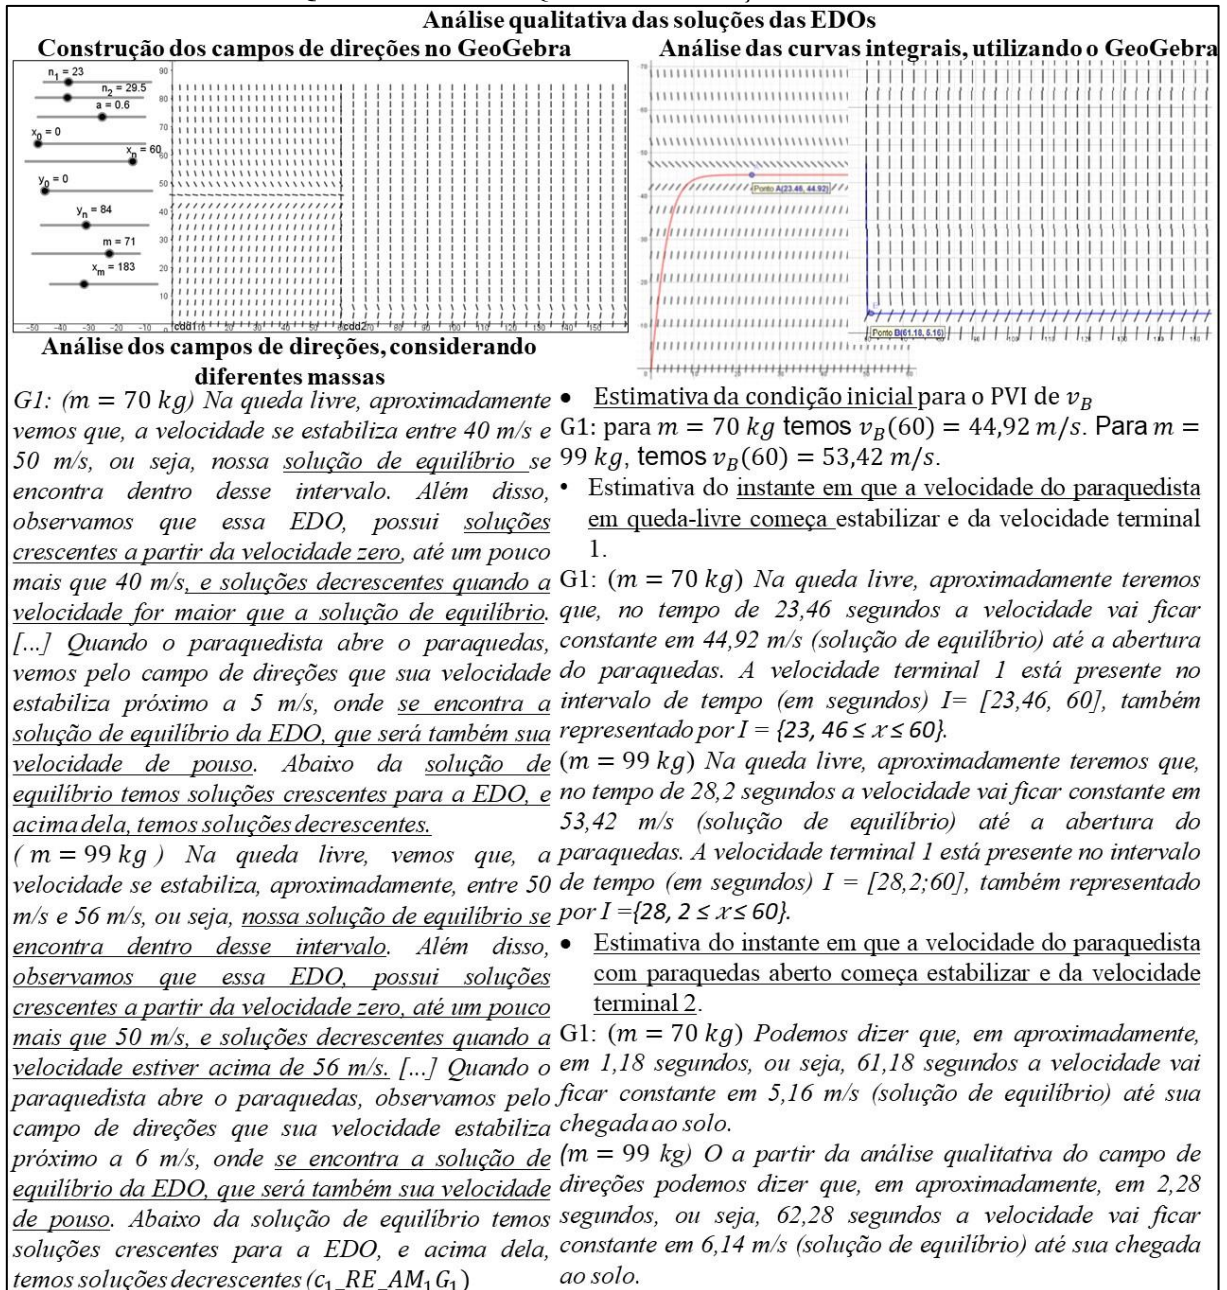 Análise qualitativa das soluções das EDOs
Construção dos campos de direções no GeoGebra
n₁ = 23
n₂ = 29.5
a = 0.6
x₀ = 0
xₙ = 60
y₀ = 0
yₙ = 84
m = 71
xₘ = 183
90
80
70
60
50
40
30
20
10
-50 -40 -30 -20 -10 0
cdd1
cdd2
Análise das curvas integrais, utilizando o GeoGebra
Ponto A(23.46, 44.92)
Ponto B(61.18, 5.16)
Análise dos campos de direções, considerando
diferentes massas
G1: (m = 70 kg) Na queda livre, aproximadamente
vemos que, a velocidade se estabiliza entre 40 m/s e
50 m/s, ou seja, nossa solução de equilíbrio se
encontra dentro desse intervalo. Além disso,
observamos que essa EDO, possui soluções
crescentes a partir da velocidade zero, até um pouco
mais que 40 m/s, e soluções decrescentes quando a
velocidade for maior que a solução de equilíbrio.
[...] Quando o paraquedista abre o paraquedas,
vemos pelo campo de direções que sua velocidade
estabiliza próximo a 5 m/s, onde se encontra a
solução de equilíbrio da EDO, que será também sua
velocidade de pouso. Abaixo da solução de
equilíbrio temos soluções crescentes para a EDO, e
acima dela, temos soluções decrescentes.
( m = 99 kg ) Na queda livre, vemos que, a
velocidade se estabiliza, aproximadamente, entre 50
m/s e 56 m/s, ou seja, nossa solução de equilíbrio se
encontra dentro desse intervalo. Além disso,
observamos que essa EDO, possui soluções
crescentes a partir da velocidade zero, até um pouco
mais que 50 m/s, e soluções decrescentes quando a
velocidade estiver acima de 56 m/s. [...] Quando o
paraquedista abre o paraquedas, observamos pelo
campo de direções que sua velocidade estabiliza
próximo a 6 m/s, onde se encontra a solução de
equilíbrio da EDO, que será também sua velocidade
de pouso. Abaixo da solução de equilíbrio temos
soluções crescentes para a EDO, e acima dela,
temos soluções decrescentes (c₁_RE_AM₁G₁)
• Estimativa da condição inicial para o PVI de v_B
G1: para m = 70 kg temos v_B(60) = 44,92 m/s. Para m =
99 kg, temos v_B(60) = 53,42 m/s.
• Estimativa do instante em que a velocidade do paraquedista
em queda-livre começa estabilizar e da velocidade terminal
1.
G1: (m = 70 kg) Na queda livre, aproximadamente teremos
que, no tempo de 23,46 segundos a velocidade vai ficar
constante em 44,92 m/s (solução de equilíbrio) até a abertura
do paraquedas. A velocidade terminal 1 está presente no
intervalo de tempo (em segundos) I= [23,46, 60], também
representado por I = {23, 46 ≤ x ≤ 60}.
(m = 99 kg) Na queda livre, aproximadamente teremos que,
no tempo de 28,2 segundos a velocidade vai ficar constante em
53,42 m/s (solução de equilíbrio) até a abertura do
paraquedas. A velocidade terminal 1 está presente no intervalo
de tempo (em segundos) I = [28,2;60], também representado
por I ={28, 2 ≤ x ≤ 60}.
• Estimativa do instante em que a velocidade do paraquedista
com paraquedas aberto começa estabilizar e da velocidade
terminal 2.
G1: (m = 70 kg) Podemos dizer que, em aproximadamente,
em 1,18 segundos, ou seja, 61,18 segundos a velocidade vai
ficar constante em 5,16 m/s (solução de equilíbrio) até sua
chegada ao solo.
(m = 99 kg) O a partir da análise qualitativa do campo de
direções podemos dizer que, em aproximadamente, em 2,28
segundos, ou seja, 62,28 segundos a velocidade vai ficar
constante em 6,14 m/s (solução de equilíbrio) até sua chegada
ao solo.